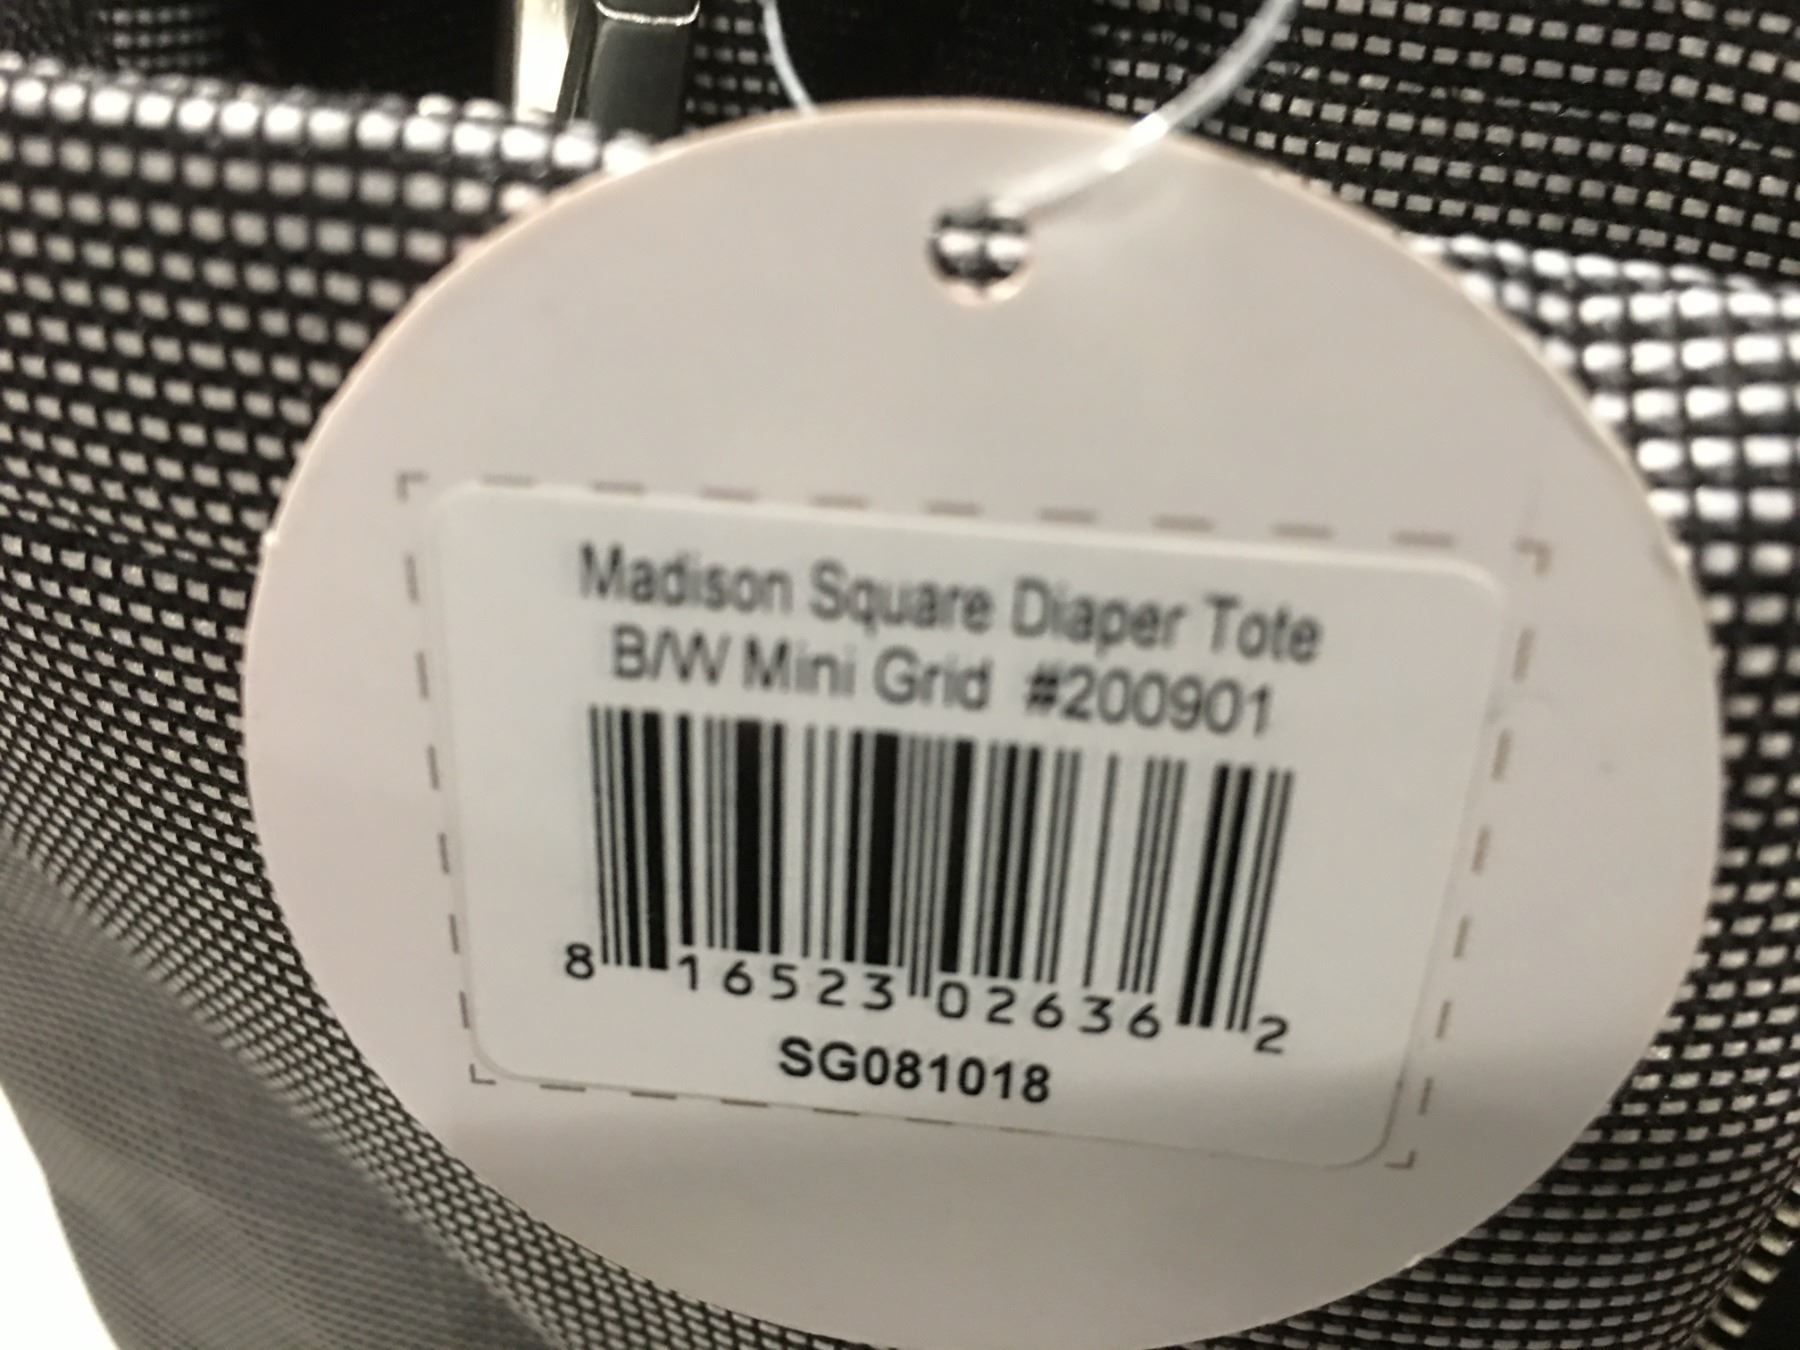 Madison Square Diaper Tote
B/W Mini Grid #200901
8 16523 02636 2
SG081018